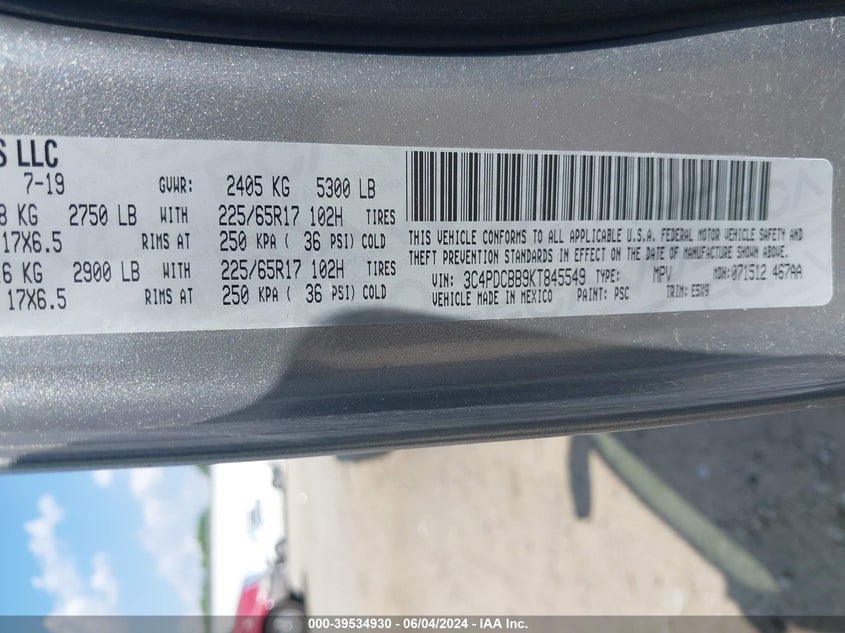 S LLC
7-19 GVWR: 2405 KG 5300 LB
KG 2750 LB WITH 225/65R17 102H TIRES
17X6.5 RIMS AT 250 KPA ( 36 PSI) COLD
6 KG 2900 LB WITH 225/65R17 102H TIRES
17X6.5 RIMS AT 250 KPA ( 36 PSI) COLD
THIS VEHICLE CONFORMS TO ALL APPLICABLE U.S.A. FEDERAL MOTOR VEHICLE SAFETY AND
THEFT PREVENTION STANDARDS IN EFFECT ON THE DATE OF MANUFACTURE SHOWN ABOVE.
VIN: 3C4PDCBB9KT845549 TYPE: MPV MDH: 071512 467AA
VEHICLE MADE IN MEXICO PAINT: PSC TRIM: E5X9
000-39534930 - 06/04/2024 - IAA Inc.